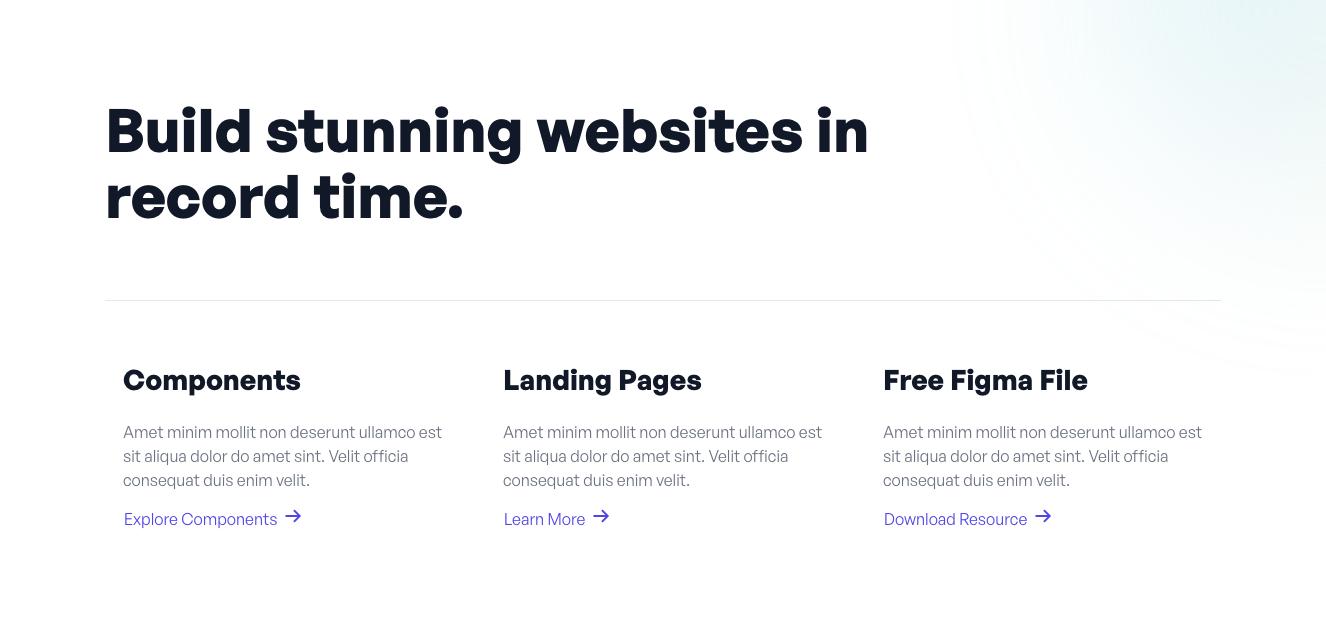 Build stunning websites in
record time.
Components
Amet minim mollit non deserunt ullamco est
sit aliqua dolor do amet sint. Velit officia
consequat duis enim velit.
Explore Components
Landing Pages
Amet minim mollit non deserunt ullamco est
sit aliqua dolor do amet sint. Velit officia
consequat duis enim velit.
Learn More
Free Figma File
Amet minim mollit non deserunt ullamco est
sit aliqua dolor do amet sint. Velit officia
consequat duis enim velit.
Download Resource